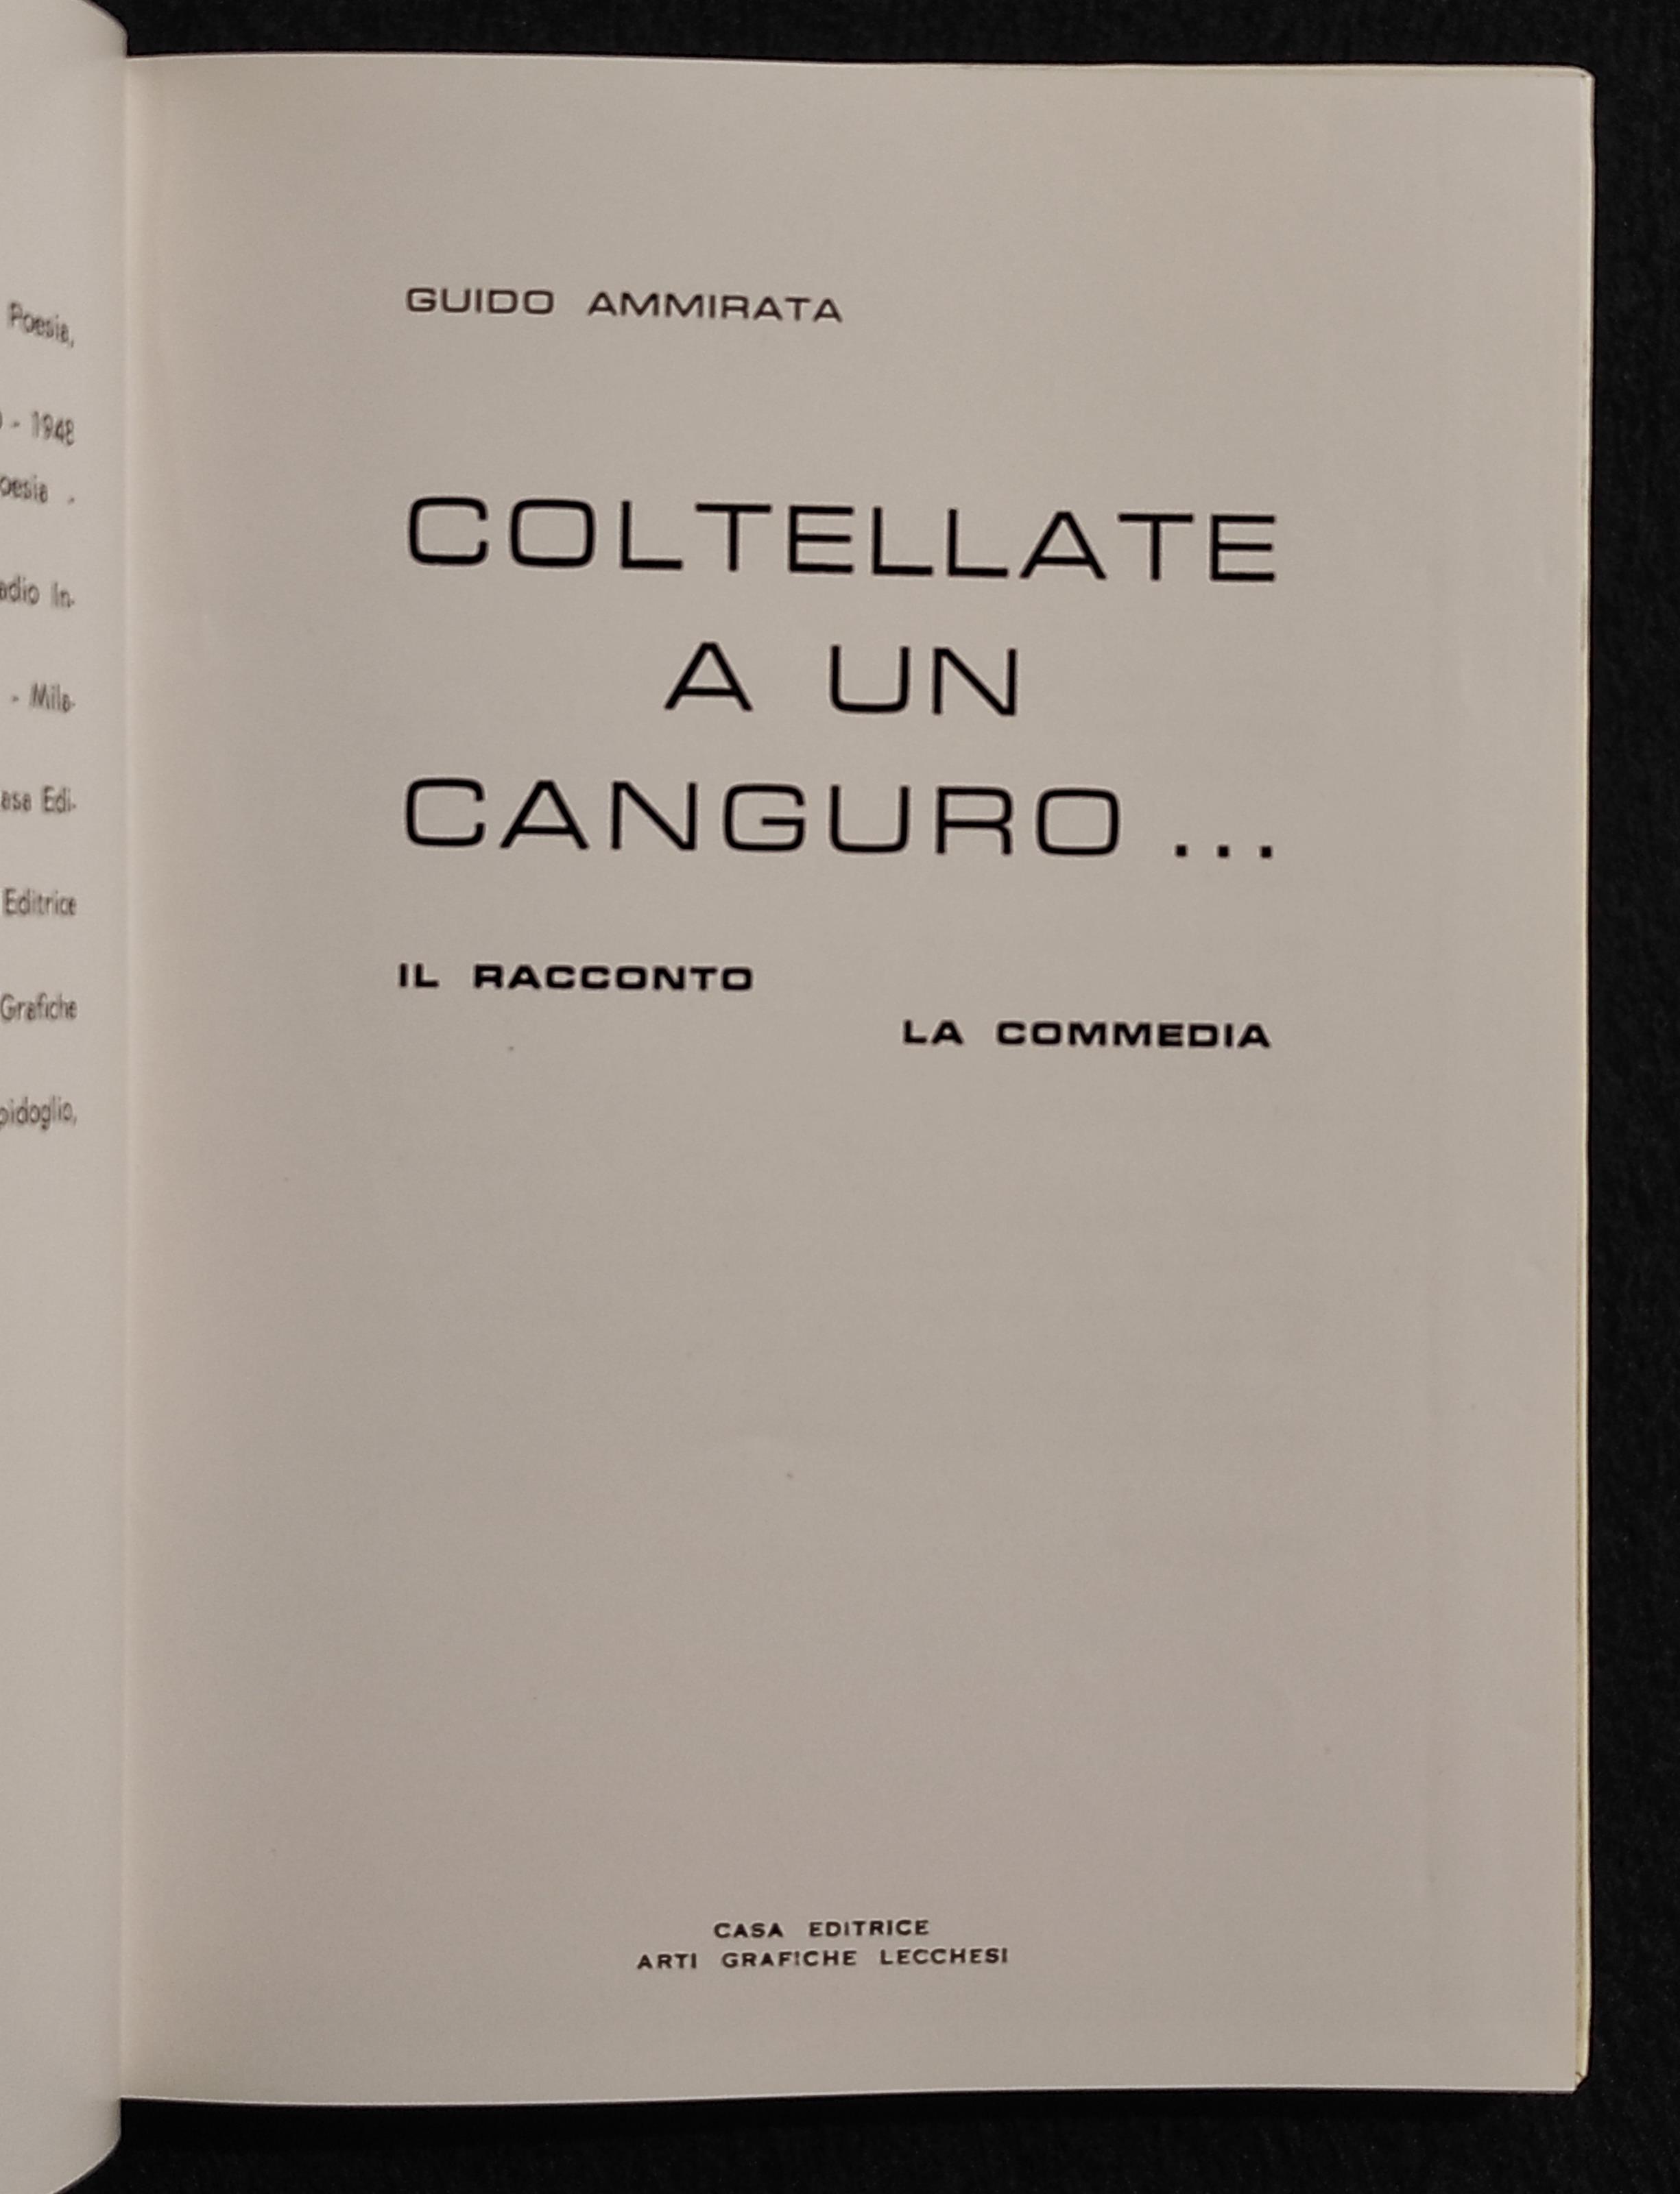 Poesia,
- 1948
oesia -
adio In-
- Mila-
asa Edi-
Editrice
Grafiche
pidoglio,
GUIDO AMMIRATA
COLTELLATE
A UN
CANGURO ...
IL RACCONTO
LA COMMEDIA
CASA EDITRICE
ARTI GRAFICHE LECCHESI